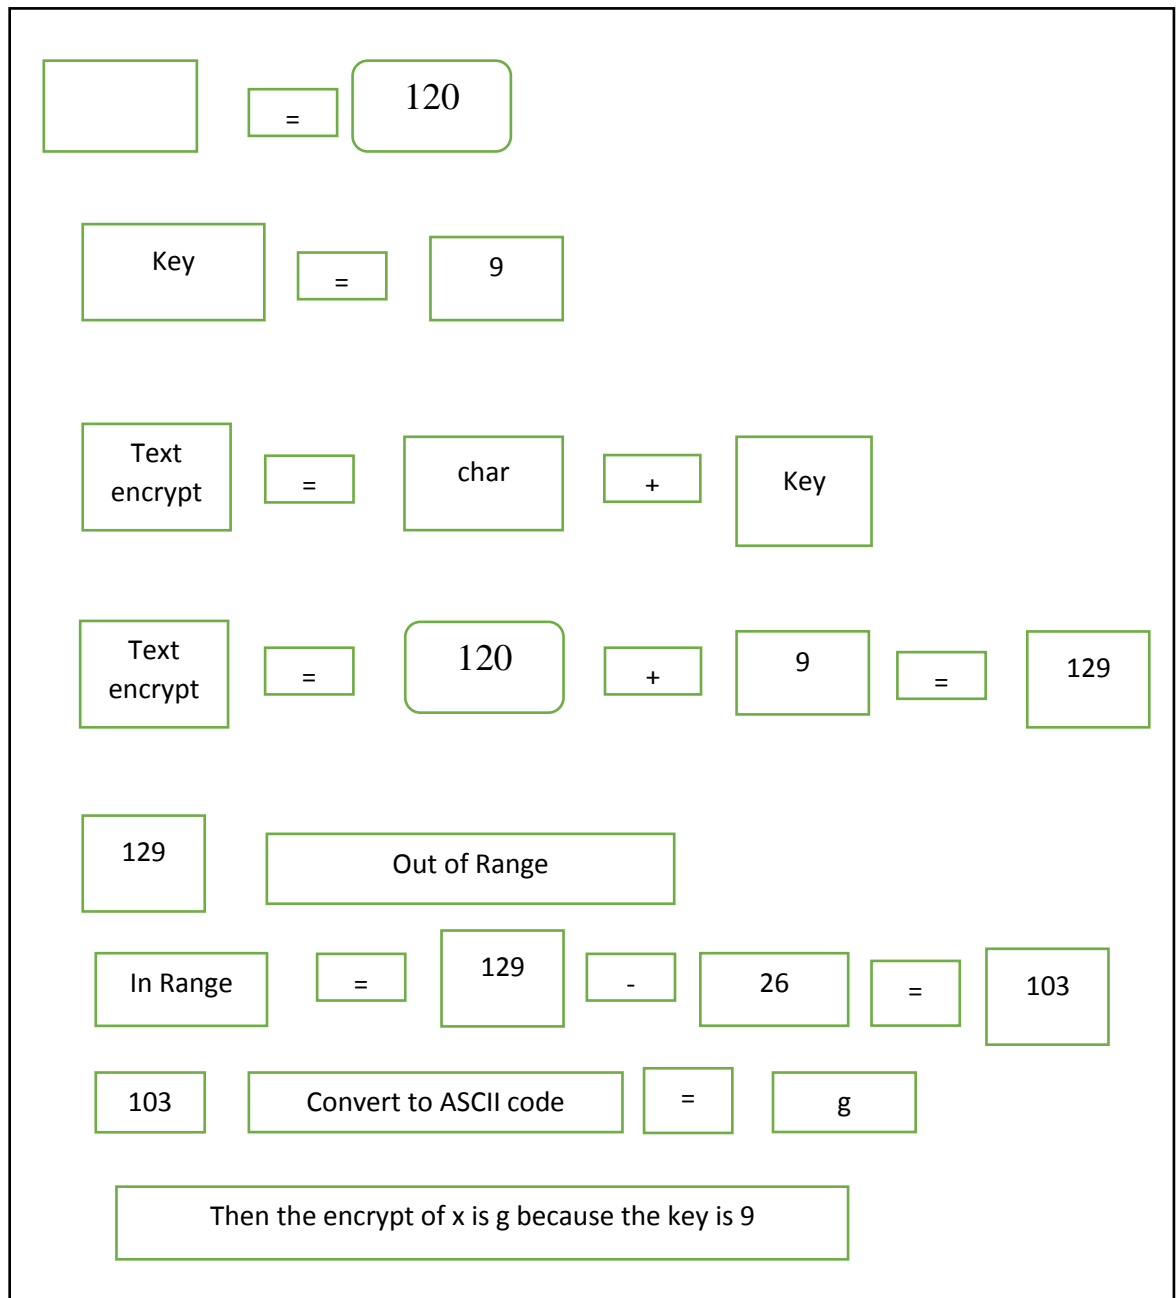 = 120
Key = 9
Text encrypt = char + Key
Text encrypt = 120 + 9 = 129
129 Out of Range
In Range = 129 - 26 = 103
103 Convert to ASCII code = g
Then the encrypt of x is g because the key is 9